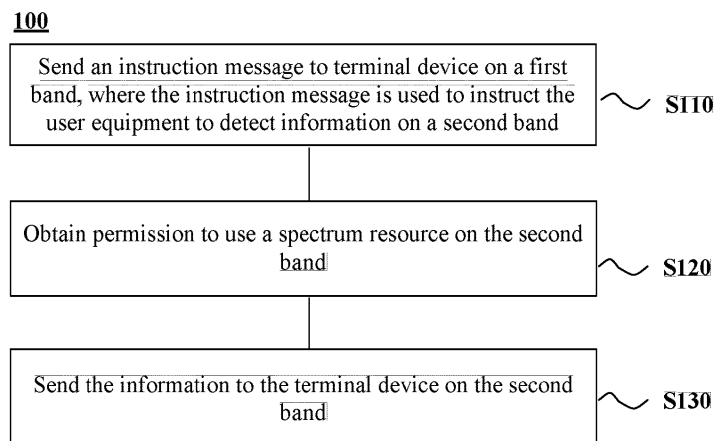 100
Send an instruction message to terminal device on a first
band, where the instruction message is used to instruct the
user equipment to detect information on a second band
S110
Obtain permission to use a spectrum resource on the second
band
S120
Send the information to the terminal device on the second
band
S130